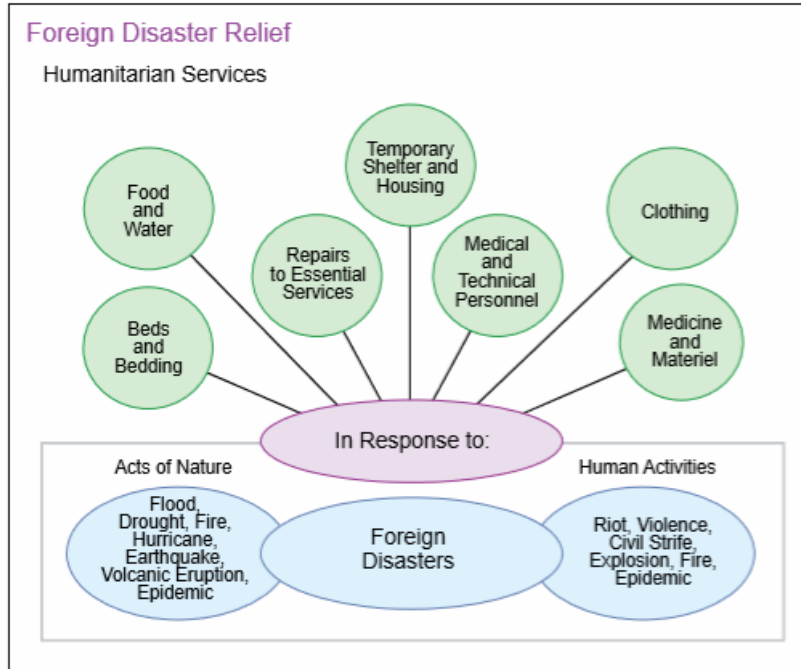 Foreign Disaster Relief
Humanitarian Services
Temporary
Shelter and
Housing
Food
and
Water
Clothing
Repairs
to Essential
Services
Medical
and
Technical
Personnel
Beds
and
Bedding
Medicine
and
Materiel
In Response to:
Acts of Nature
Human Activities
Flood,
Drought, Fire,
Hurricane,
Earthquake,
Volcanic Eruption,
Epidemic
Foreign
Disasters
Riot, Violence,
Civil Strife,
Explosion, Fire,
Epidemic